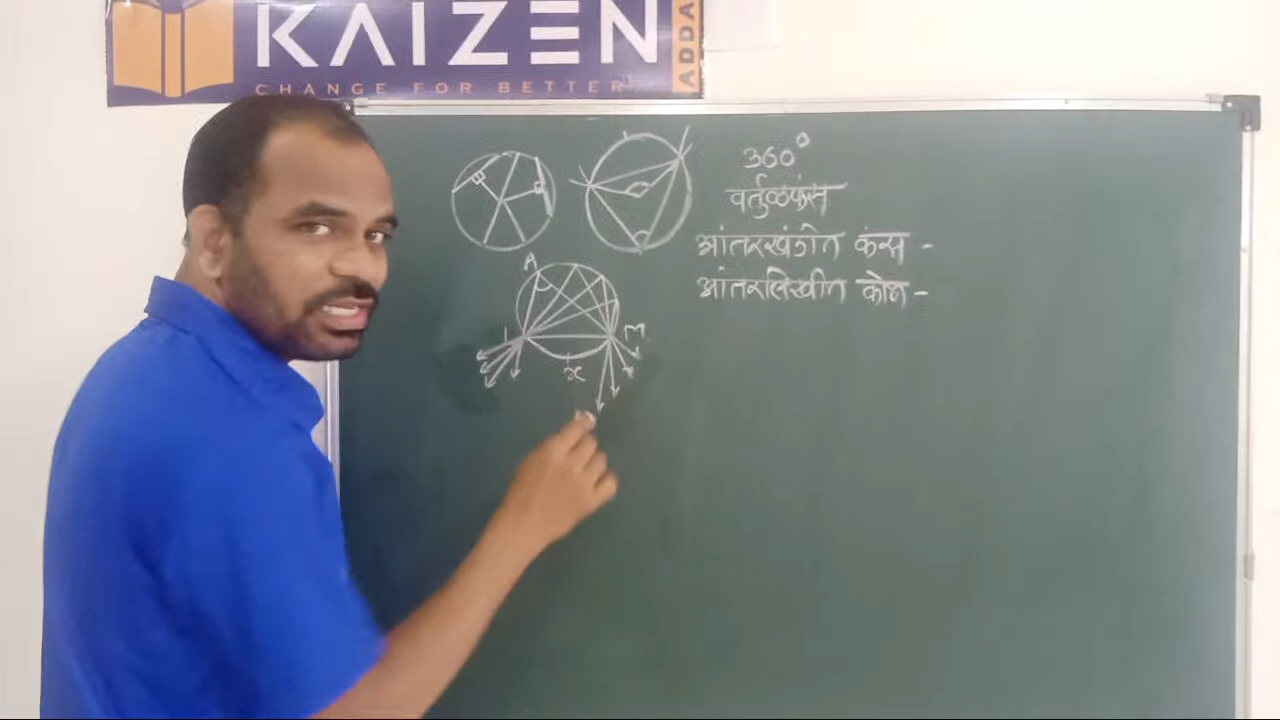 KAIZEN
ADDA
CHANGE FOR BETTER
360°
वर्तुळकंस
आंतरखंडीत कंस -
आंतरलिखीत कोन -
A
M
x